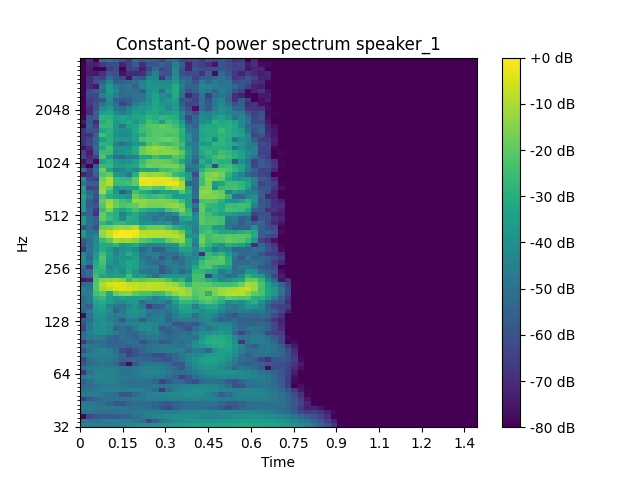 Constant-Q power spectrum speaker_1
Hz
2048
1024
512
256
128
64
32
0 0.15 0.3 0.45 0.6 0.75 0.9 1.1 1.2 1.4
Time
+0 dB
-10 dB
-20 dB
-30 dB
-40 dB
-50 dB
-60 dB
-70 dB
-80 dB